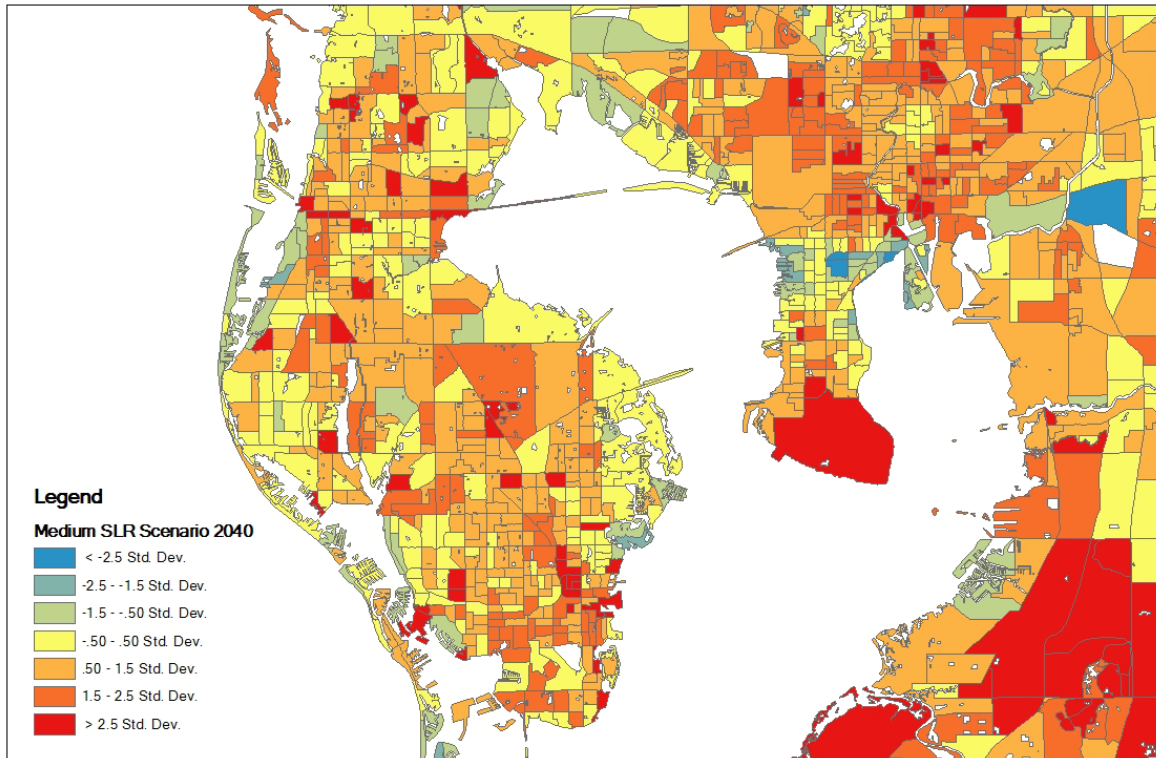 Legend
Medium SLR Scenario 2040
< -2.5 Std. Dev.
-2.5 - -1.5 Std. Dev.
-1.5 - -.50 Std. Dev.
-.50 - .50 Std. Dev.
.50 - 1.5 Std. Dev.
1.5 - 2.5 Std. Dev.
> 2.5 Std. Dev.